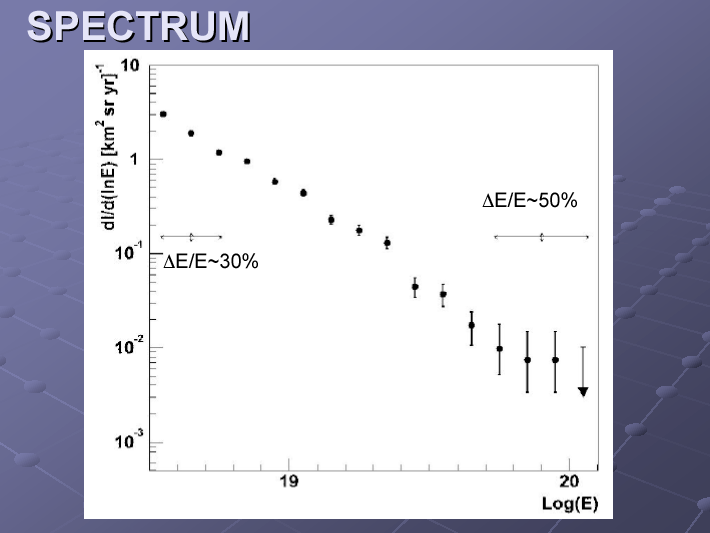 SPECTRUM
dI/d(lnE) [km² sr yr]⁻¹
10
1
10⁻¹
10⁻²
10⁻³
ΔE/E~50%
ΔE/E~30%
19
20
Log(E)